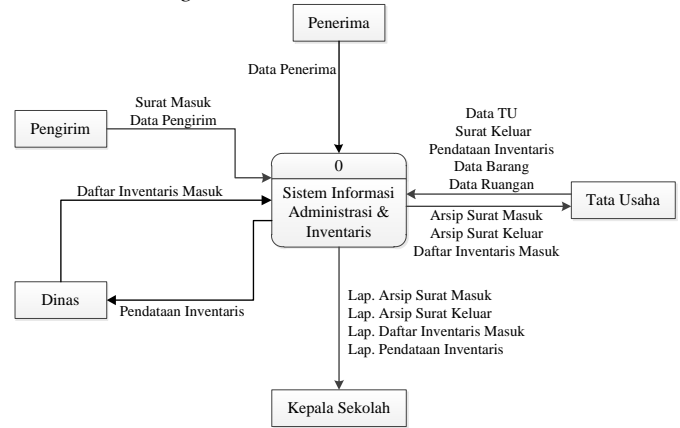 Penerima
Data Penerima
Surat Masuk
Data Pengirim
Pengirim
Data TU
Surat Keluar
Pendataan Inventaris
Data Barang
Data Ruangan
0
Sistem Informasi
Administrasi &
Inventaris
Tata Usaha
Daftar Inventaris Masuk
Arsip Surat Masuk
Arsip Surat Keluar
Daftar Inventaris Masuk
Dinas
Pendataan Inventaris
Lap. Arsip Surat Masuk
Lap. Arsip Surat Keluar
Lap. Daftar Inventaris Masuk
Lap. Pendataan Inventaris
Kepala Sekolah